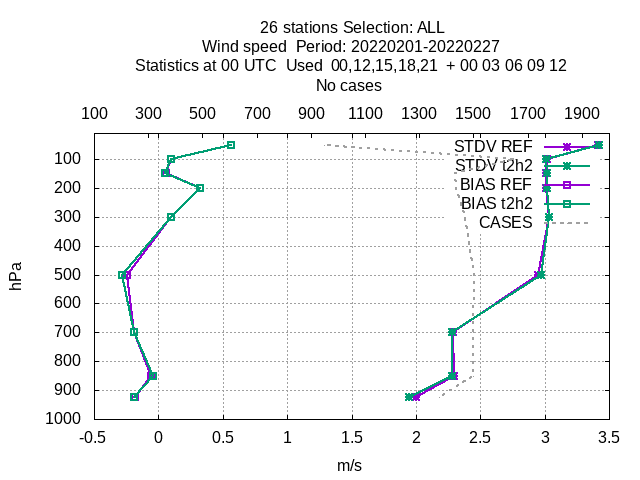 26 stations Selection: ALL
Wind speed  Period: 20220201-20220227
Statistics at 00 UTC  Used  00,12,15,18,21  + 00 03 06 09 12
No cases
100 300 500 700 900 1100 1300 1500 1700 1900
STDV REF
STDV t2h2
BIAS REF
BIAS t2h2
CASES
100
200
300
400
500
600
700
800
900
1000
hPa
-0.5 0 0.5 1 1.5 2 2.5 3 3.5
m/s